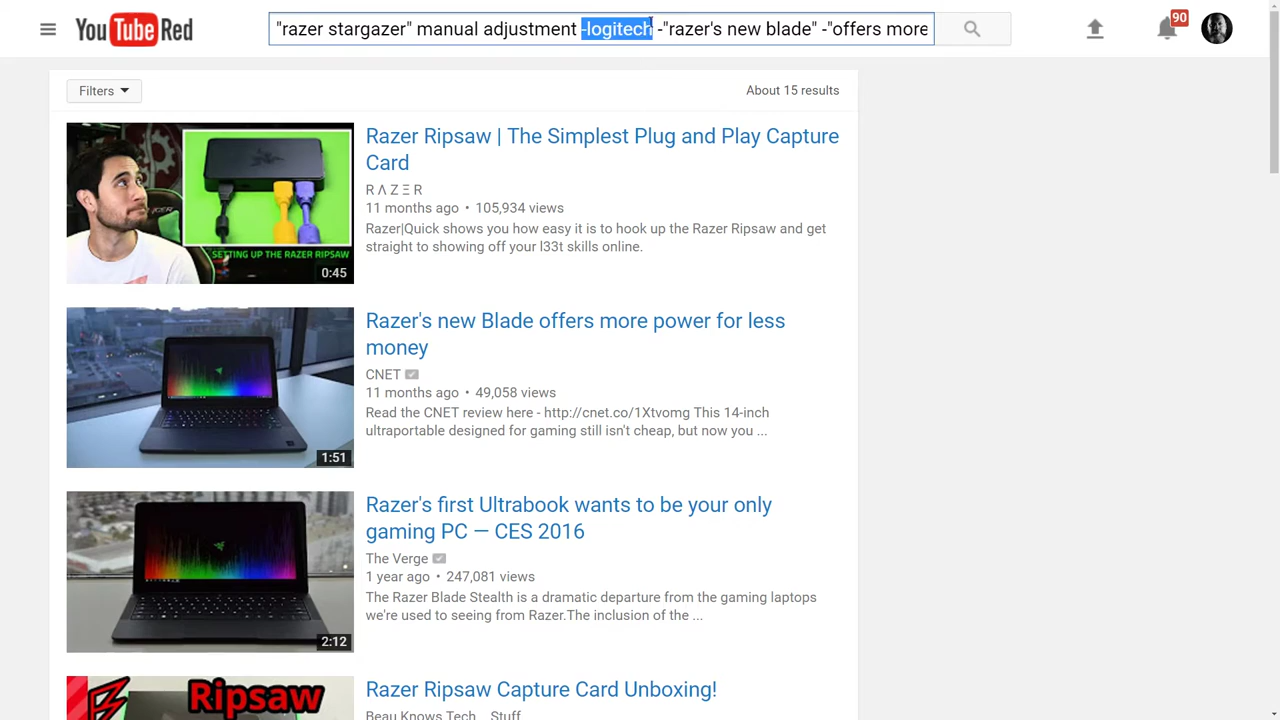 YouTube Red
"razer stargazer" manual adjustment -logitech -"razer's new blade" -"offers more
90
Filters
About 15 results
SETTING UP THE RAZER RIPSAW
0:45
Razer Ripsaw | The Simplest Plug and Play Capture
Card
R Λ Z Ξ R
11 months ago • 105,934 views
Razer|Quick shows you how easy it is to hook up the Razer Ripsaw and get
straight to showing off your l33t skills online.
1:51
Razer's new Blade offers more power for less
money
CNET
11 months ago • 49,058 views
Read the CNET review here - http://cnet.co/1Xtvomg This 14-inch
ultraportable designed for gaming still isn't cheap, but now you ...
2:12
Razer's first Ultrabook wants to be your only
gaming PC — CES 2016
The Verge
1 year ago • 247,081 views
The Razer Blade Stealth is a dramatic departure from the gaming laptops
we're used to seeing from Razer.The inclusion of the ...
Ripsaw
Razer Ripsaw Capture Card Unboxing!
Beau Knows Tech... Stuff